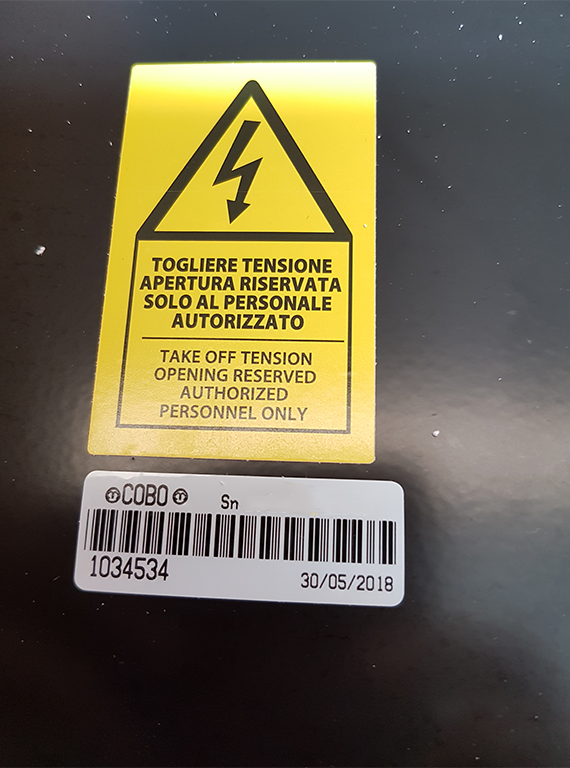 TOGLIERE TENSIONE
APERTURA RISERVATA
SOLO AL PERSONALE
AUTORIZZATO
TAKE OFF TENSION
OPENING RESERVED
AUTHORIZED
PERSONNEL ONLY
COBO Sn
1034534
30/05/2018